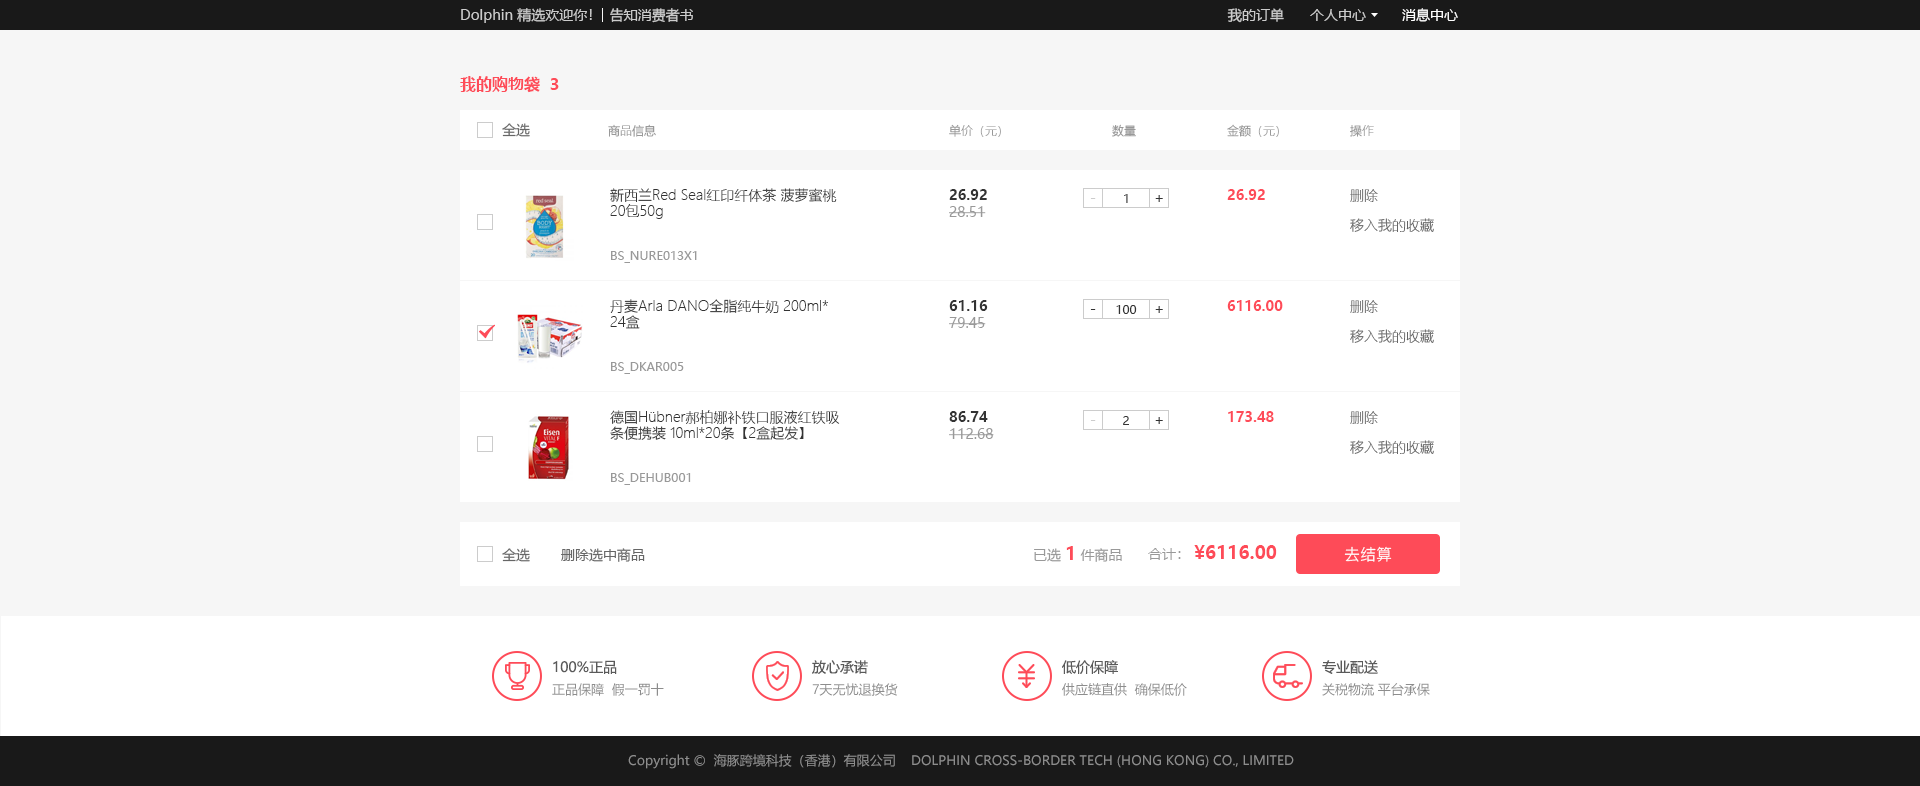 Dolphin 精选欢迎你！| 告知消费者书
我的订单 个人中心 消息中心
我的购物袋 3
全选 商品信息 单价（元） 数量 金额（元） 操作
新西兰Red Seal红印纤体茶 菠萝蜜桃 26.92 - 1 + 26.92 删除
20包50g 28.51
移入我的收藏
BS_NURE013X1
丹麦Arla DANO全脂纯牛奶 200ml* 61.16 - 100 + 6116.00 删除
24盒 79.45
移入我的收藏
BS_DKAR005
德国Hübner郝柏娜补铁口服液红铁吸 86.74 - 2 + 173.48 删除
条便携装 10ml*20条【2盒起发】 112.68
移入我的收藏
Eisen
BS_DEHUB001
全选 删除选中商品 已选 1 件商品 合计： ¥6116.00 去结算
100%正品 放心承诺 低价保障 专业配送
正品保障 假一罚十 7天无忧退换货 供应链直供 确保低价 关税物流 平台承保
Copyright © 海豚跨境科技（香港）有限公司 DOLPHIN CROSS-BORDER TECH (HONG KONG) CO., LIMITED